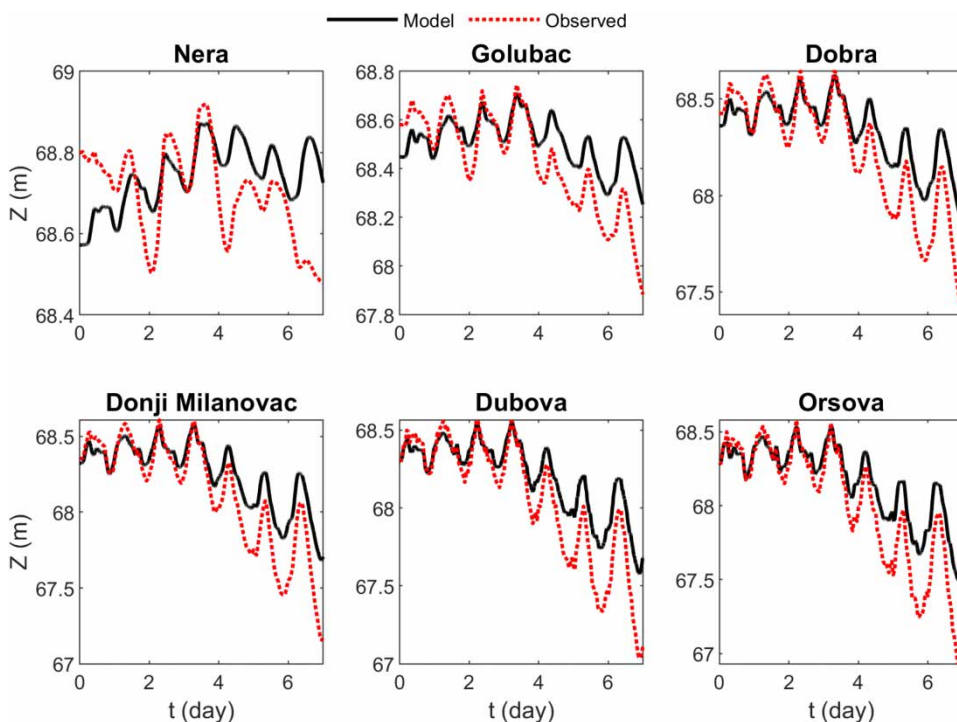 Model Observed
Nera Golubac Dobra
69
68.8
68.6
68.4
Z (m)
0 2 4 6
68.8
68.6
68.4
68.2
68
67.8
0 2 4 6
68.5
68
67.5
0 2 4 6
Donji Milanovac Dubova Orsova
68.5
68
67.5
67
Z (m)
0 2 4 6
t (day)
68.5
68
67.5
67
0 2 4 6
t (day)
68.5
68
67.5
67
0 2 4 6
t (day)